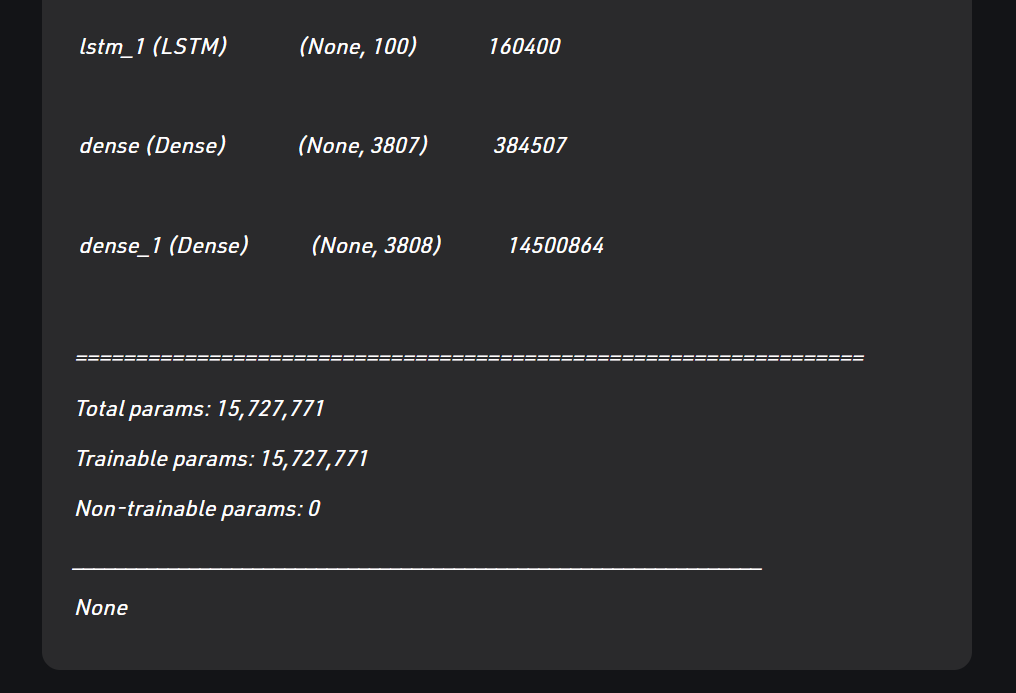 lstm_1 (LSTM) (None, 100) 160400
dense (Dense) (None, 3807) 384507
dense_1 (Dense) (None, 3808) 14500864
=================================================================
Total params: 15,727,771
Trainable params: 15,727,771
Non-trainable params: 0
_________________________________________________________________
None